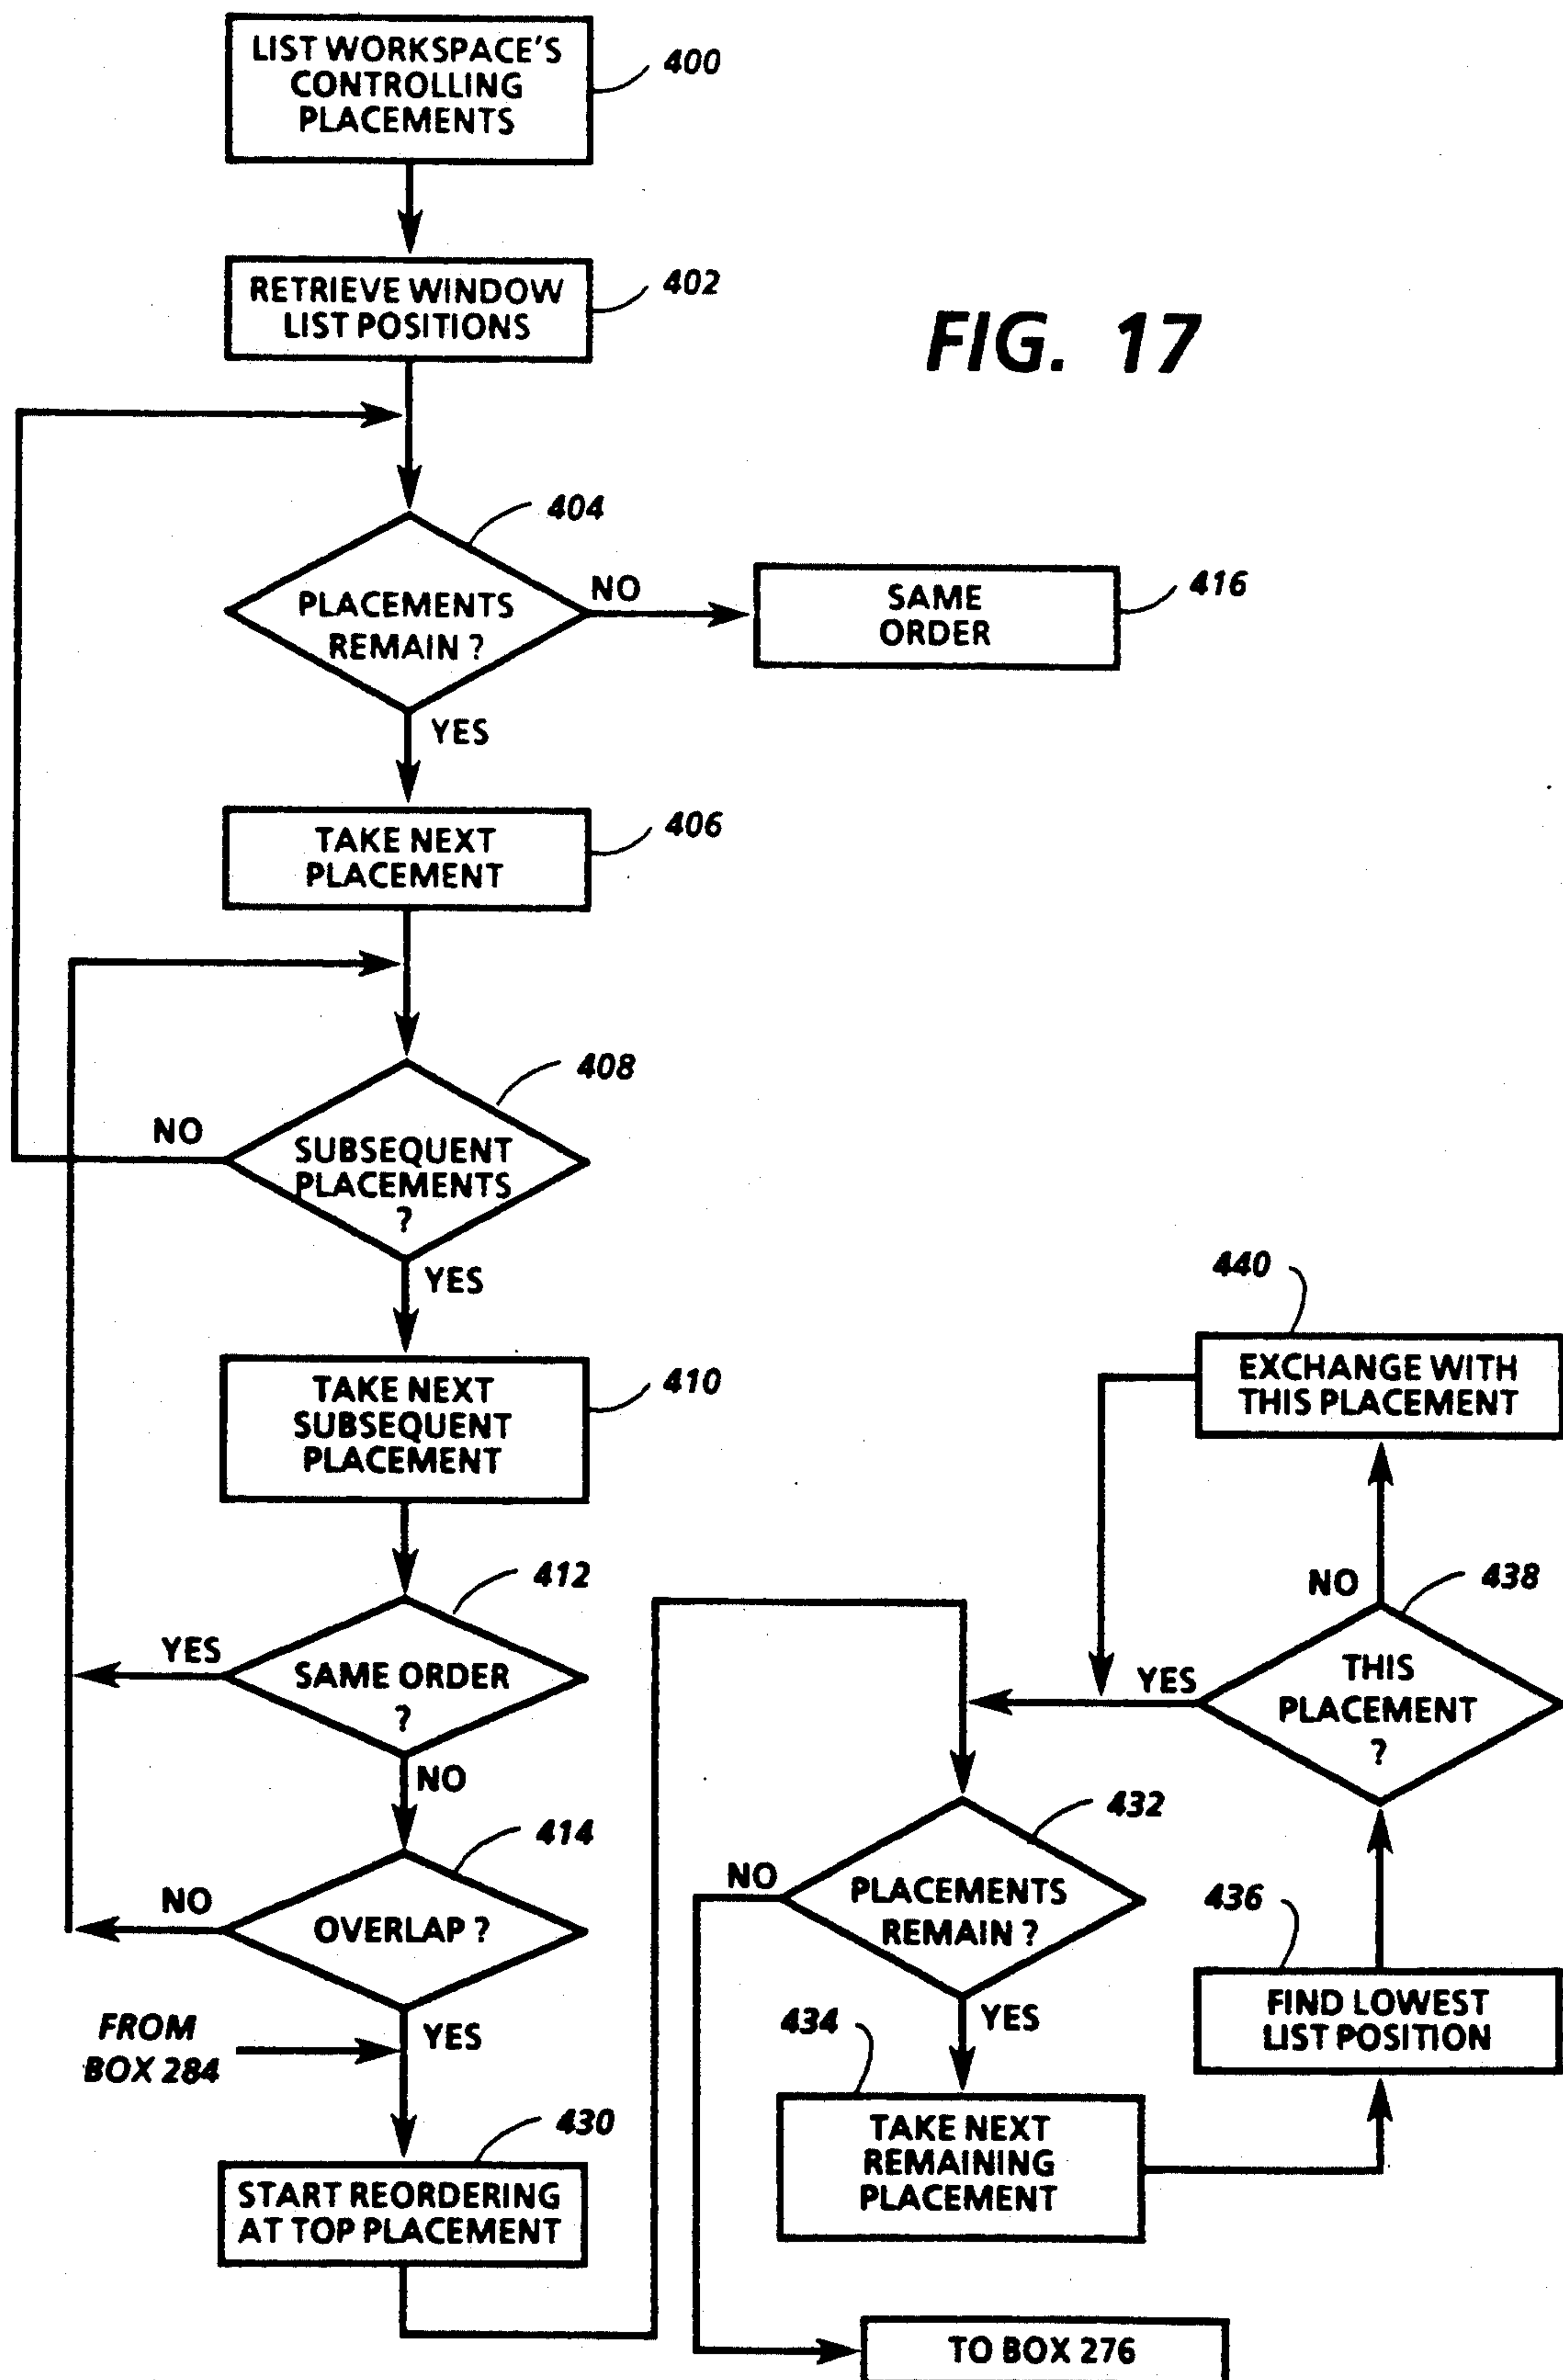 LIST WORKSPACE'S
CONTROLLING
PLACEMENTS
400
RETRIEVE WINDOW
LIST POSITIONS
402
FIG. 17
404
PLACEMENTS
REMAIN ?
NO
SAME
ORDER
416
YES
TAKE NEXT
PLACEMENT
406
408
NO
SUBSEQUENT
PLACEMENTS
?
YES
TAKE NEXT
SUBSEQUENT
PLACEMENT
410
412
YES
SAME ORDER
?
NO
414
NO
OVERLAP ?
FROM
BOX 284
YES
430
START REORDERING
AT TOP PLACEMENT
440
EXCHANGE WITH
THIS PLACEMENT
NO
438
YES
THIS
PLACEMENT
?
432
NO
PLACEMENTS
REMAIN ?
436
FIND LOWEST
LIST POSITION
YES
434
TAKE NEXT
REMAINING
PLACEMENT
TO BOX 276